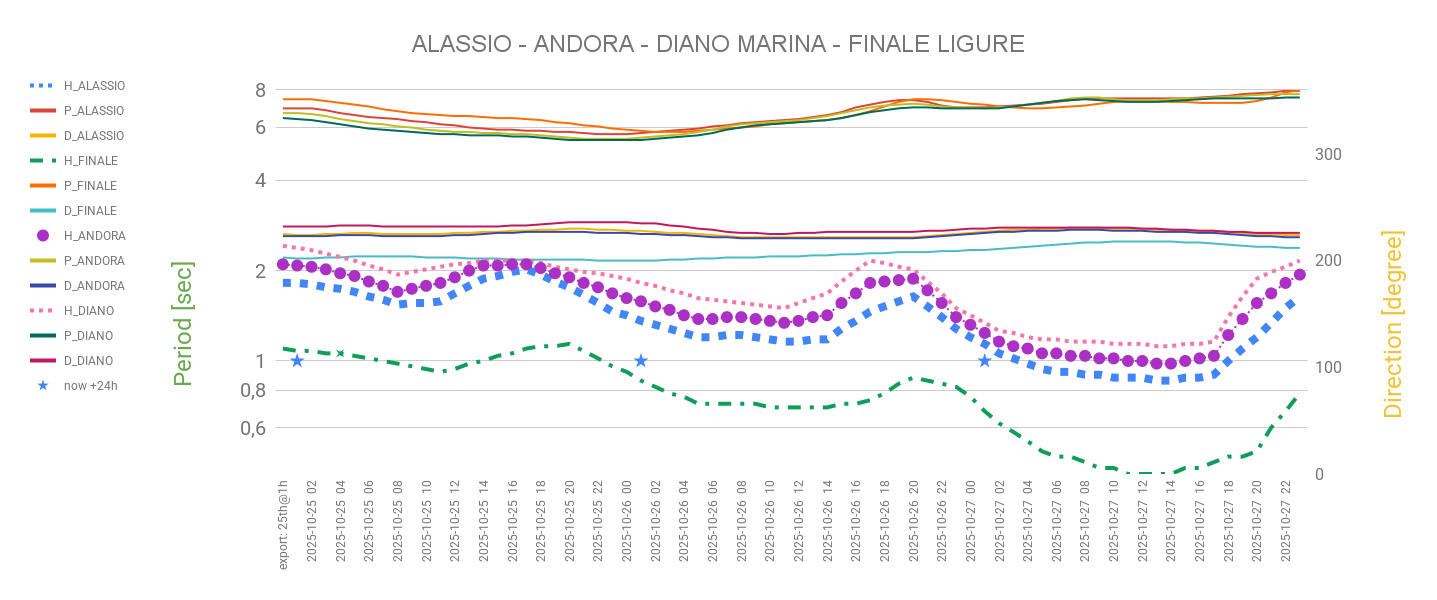 ALASSIO - ANDORA - DIANO MARINA - FINALE LIGURE
H_ALASSIO
P_ALASSIO
D_ALASSIO
H_FINALE
P_FINALE
D_FINALE
H_ANDORA
P_ANDORA
D_ANDORA
H_DIANO
P_DIANO
D_DIANO
now +24h
Period [sec]
8
6
4
2
1
0,8
0,6
300
200
100
0
Direction [degree]
export: 25th@1h
2025-10-25 02
2025-10-25 04
2025-10-25 06
2025-10-25 08
2025-10-25 10
2025-10-25 12
2025-10-25 14
2025-10-25 16
2025-10-25 18
2025-10-25 20
2025-10-25 22
2025-10-26 00
2025-10-26 02
2025-10-26 04
2025-10-26 06
2025-10-26 08
2025-10-26 10
2025-10-26 12
2025-10-26 14
2025-10-26 16
2025-10-26 18
2025-10-26 20
2025-10-26 22
2025-10-27 00
2025-10-27 02
2025-10-27 04
2025-10-27 06
2025-10-27 08
2025-10-27 10
2025-10-27 12
2025-10-27 14
2025-10-27 16
2025-10-27 18
2025-10-27 20
2025-10-27 22